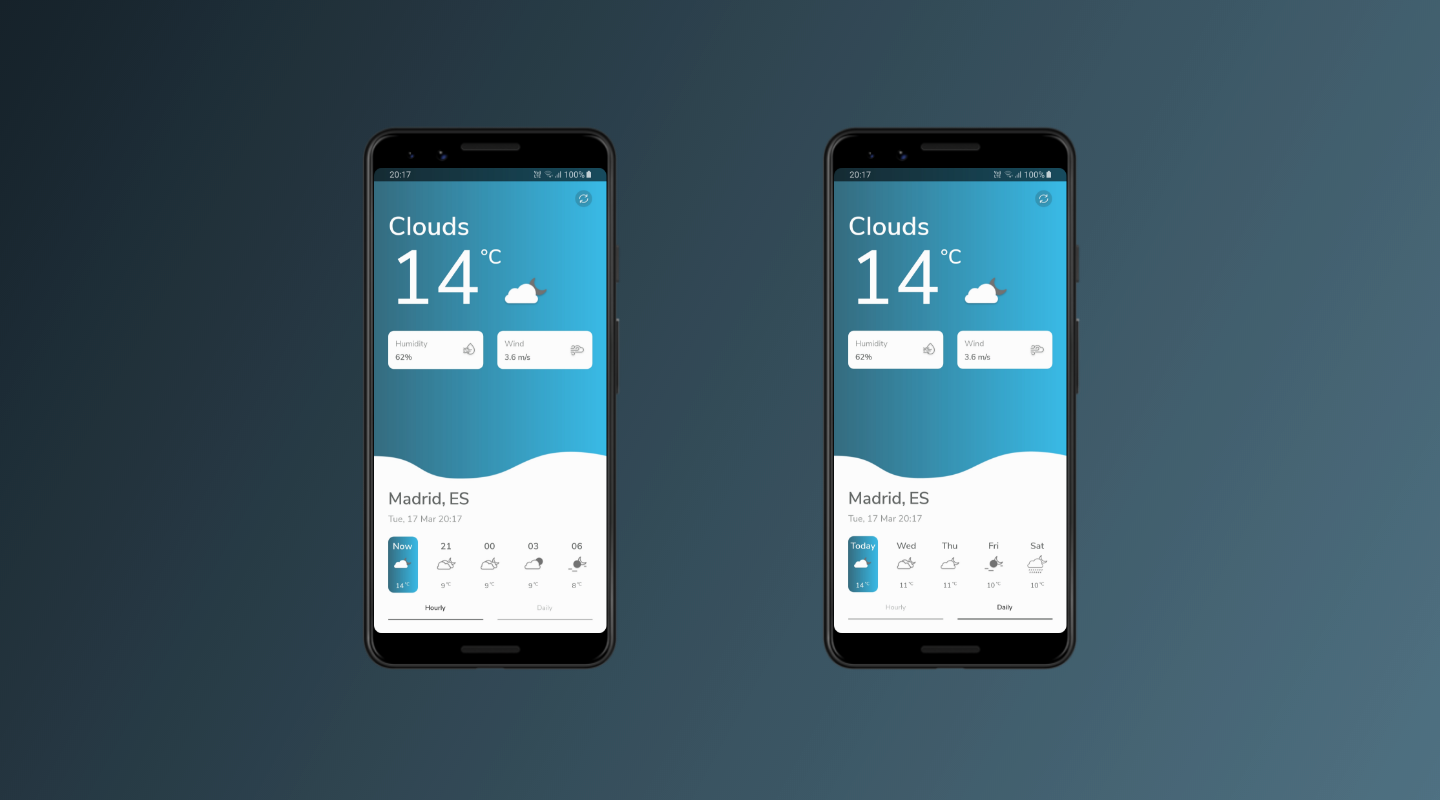 20:17
100%
Clouds
14 °C
Humidity
62%
Wind
3.6 m/s
Madrid, ES
Tue, 17 Mar 20:17
Now 21 00 03 06
14°C 9°C 9°C 9°C 8°C
Hourly Daily
20:17
100%
Clouds
14 °C
Humidity
62%
Wind
3.6 m/s
Madrid, ES
Tue, 17 Mar 20:17
Today Wed Thu Fri Sat
14°C 11°C 11°C 10°C 10°C
Hourly Daily